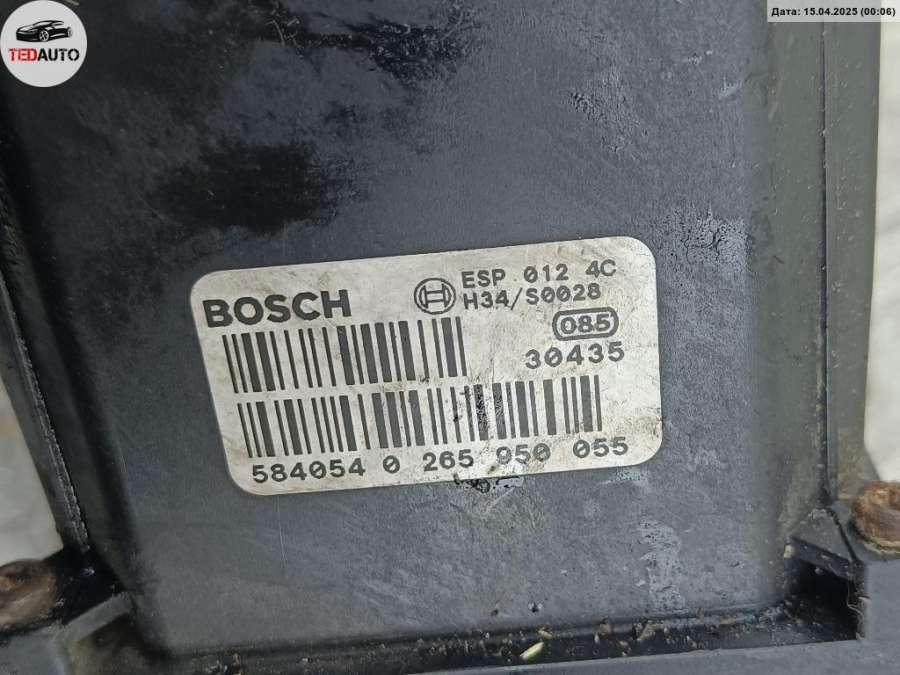 TEDAUTO
Дата: 15.04.2025 (00:06)
BOSCH
ESP 012 4C
H34/S0028
085
30435
584054 0 265 950 055